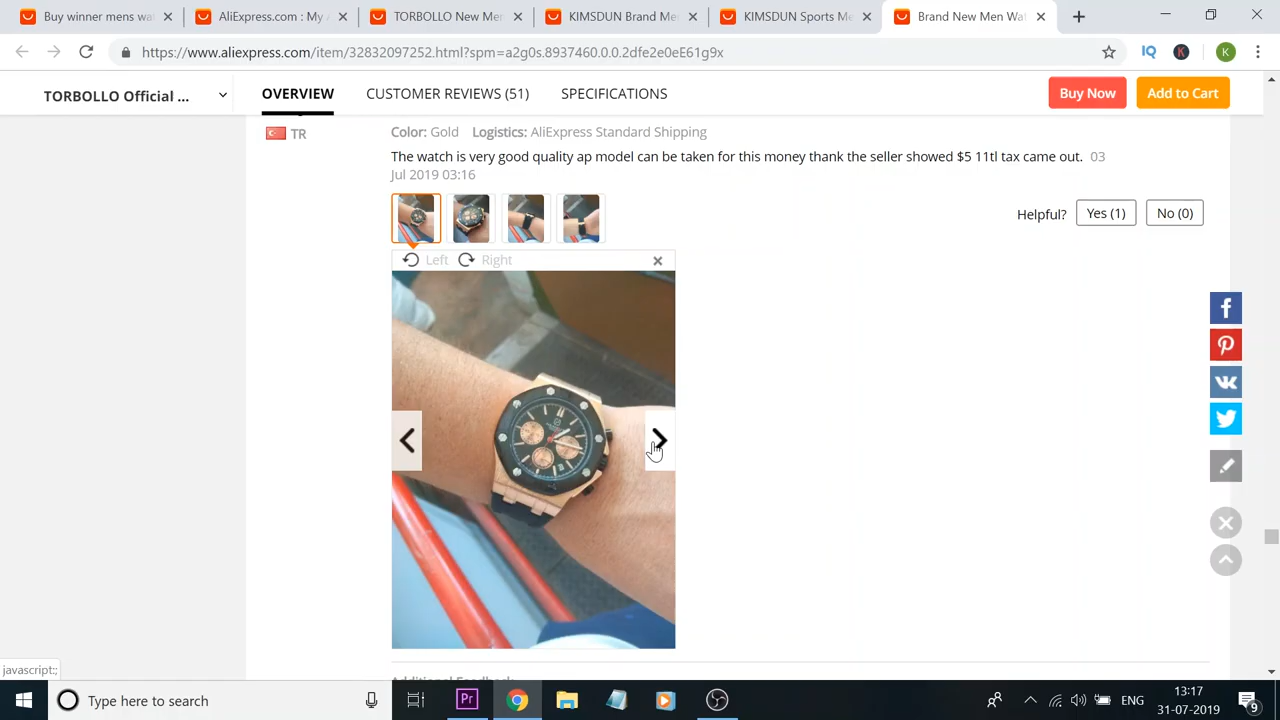 Buy winner mens wa
AliExpress.com : My A
TORBOLLO New Men
KIMSDUN Brand Me
KIMSDUN Sports Me
Brand New Men Wat
https://www.aliexpress.com/item/32832097252.html?spm=a2g0s.8937460.0.0.2dfe2e0eE61g9x
IQ
K
K
TORBOLLO Official ...
OVERVIEW
CUSTOMER REVIEWS (51)
SPECIFICATIONS
Buy Now
Add to Cart
TR
Color: Gold Logistics: AliExpress Standard Shipping
The watch is very good quality ap model can be taken for this money thank the seller showed $5 11tl tax came out. 03
Jul 2019 03:16
Helpful?
Yes (1)
No (0)
Left
Right
javascript:;
Type here to search
Pr
ENG
13:17
31-07-2019
9